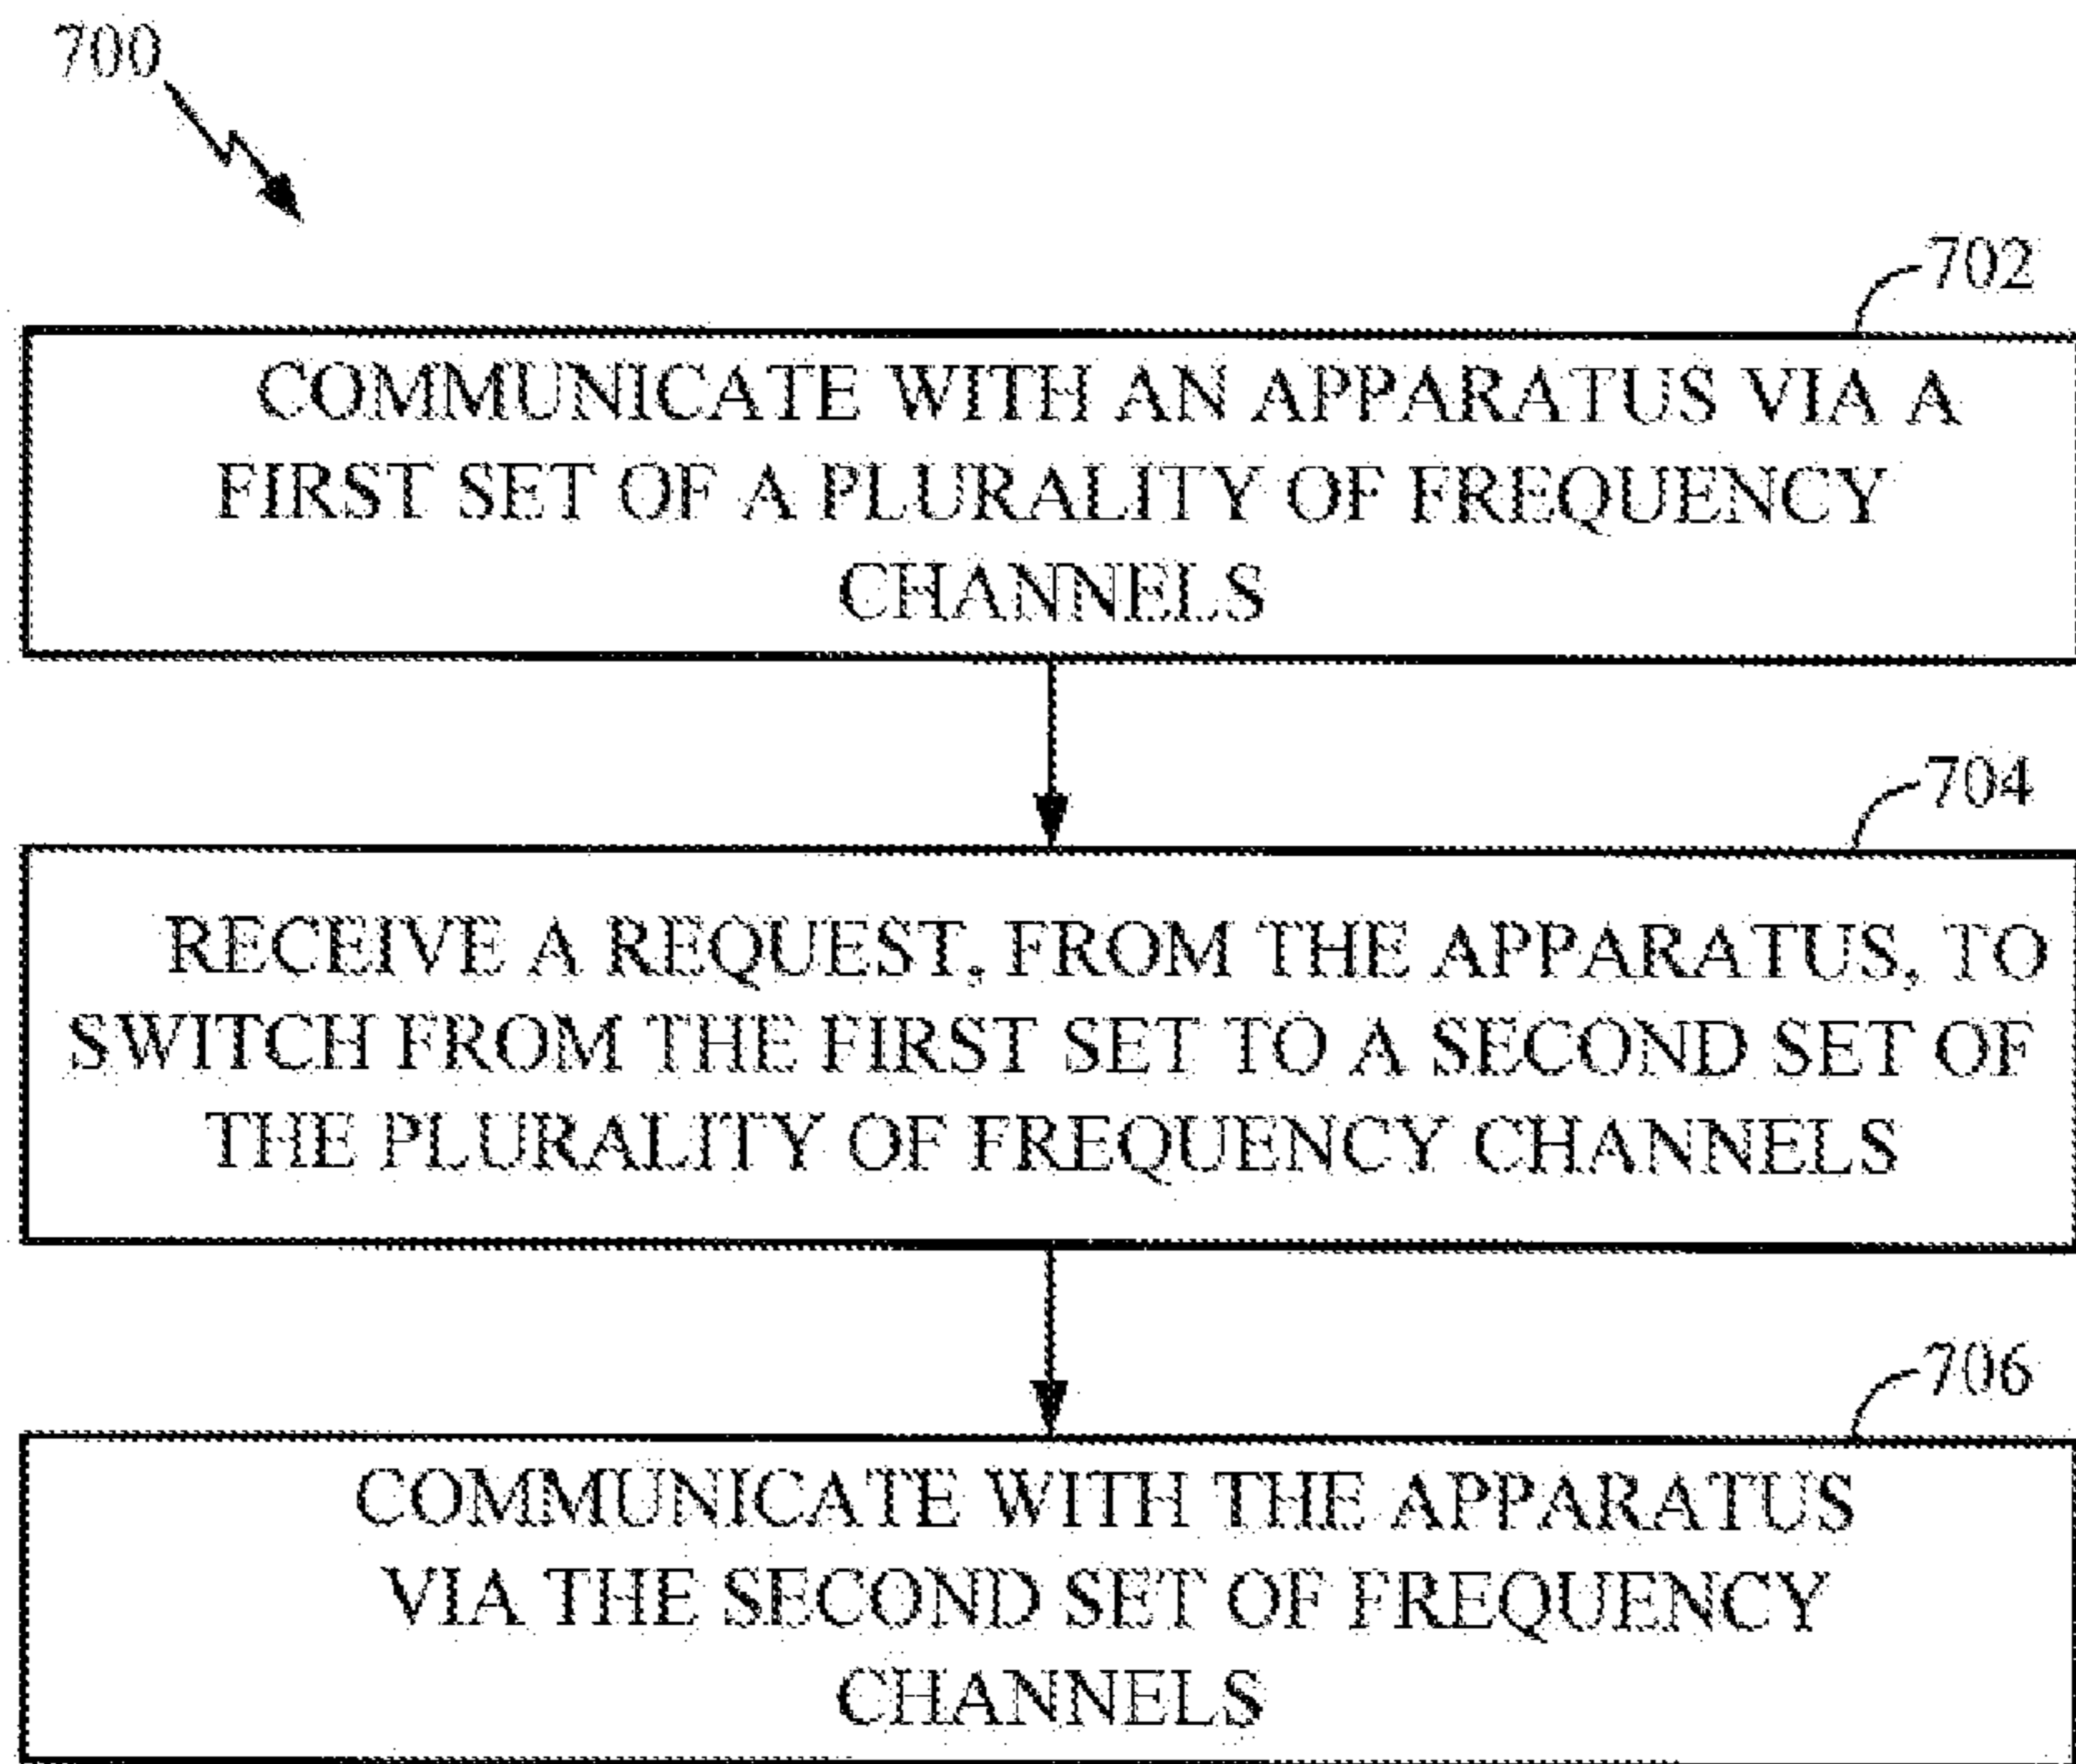 700
702
COMMUNICATE WITH AN APPARATUS VIA A
FIRST SET OF A PLURALITY OF FREQUENCY
CHANNELS
704
RECEIVE A REQUEST, FROM THE APPARATUS, TO
SWITCH FROM THE FIRST SET TO A SECOND SET OF
THE PLURALITY OF FREQUENCY CHANNELS
706
COMMUNICATE WITH THE APPARATUS
VIA THE SECOND SET OF FREQUENCY
CHANNELS